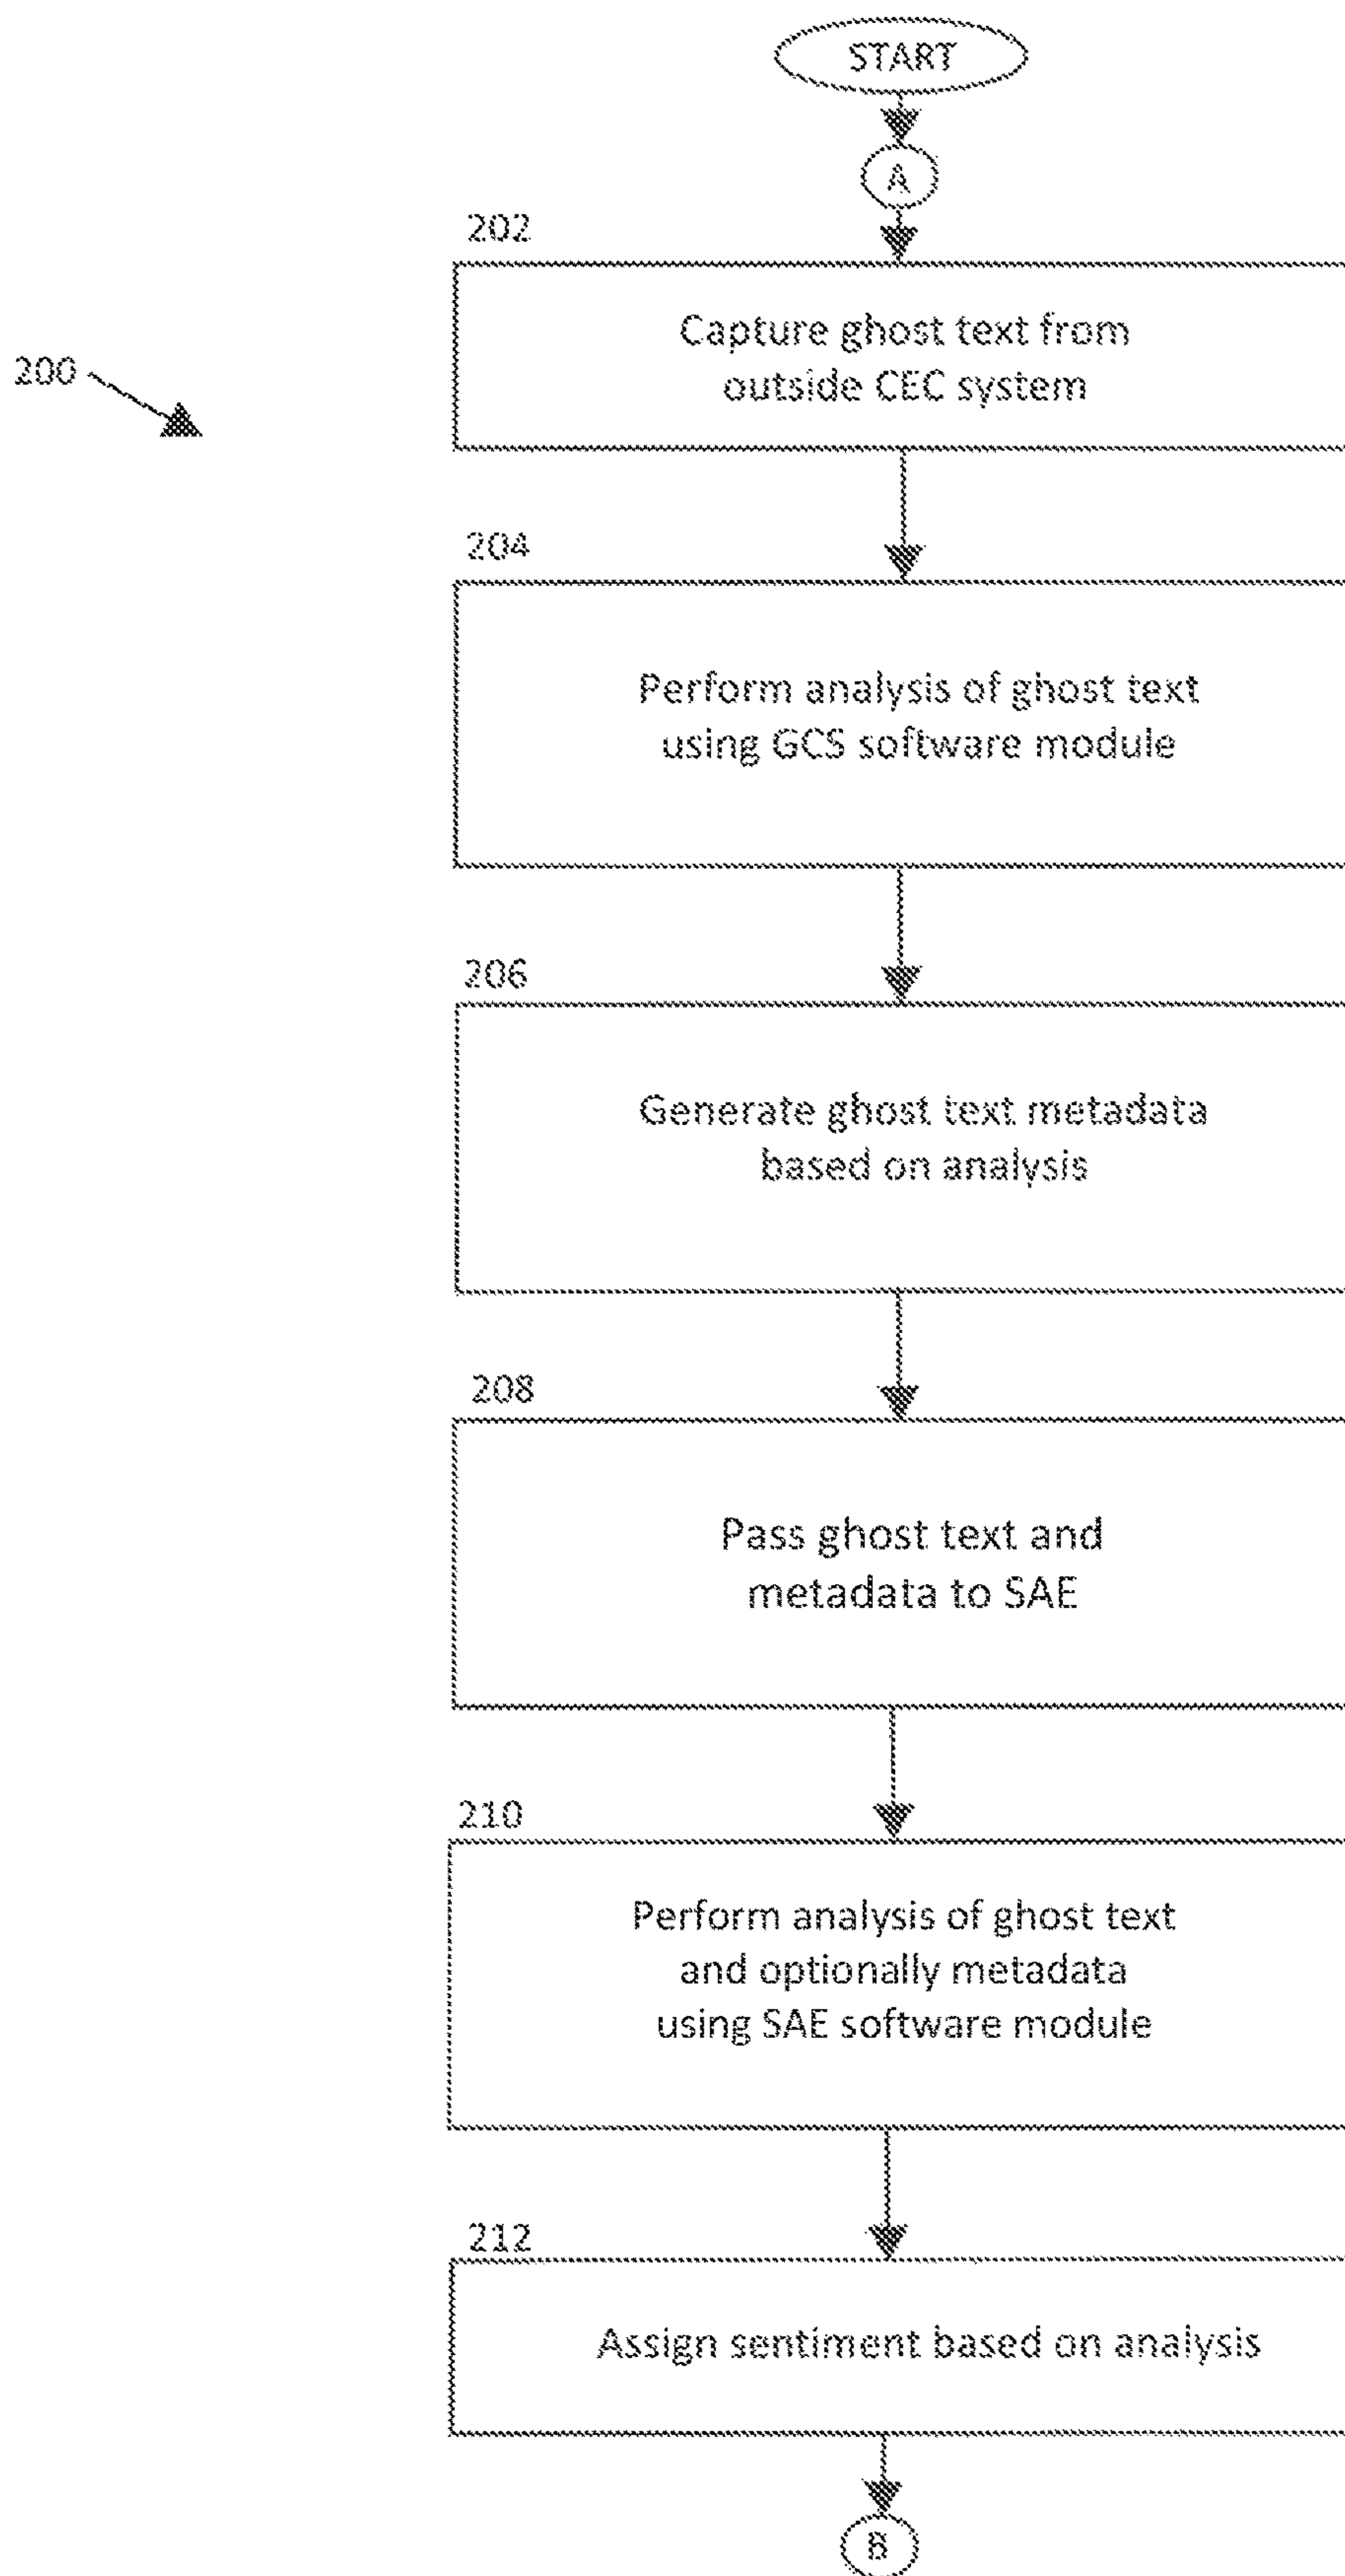 START
A
202
Capture ghost text from
outside CEC system
200
204
Perform analysis of ghost text
using GCS software module
206
Generate ghost text metadata
based on analysis
208
Pass ghost text and
metadata to SAE
210
Perform analysis of ghost text
and optionally metadata
using SAE software module
212
Assign sentiment based on analysis
B